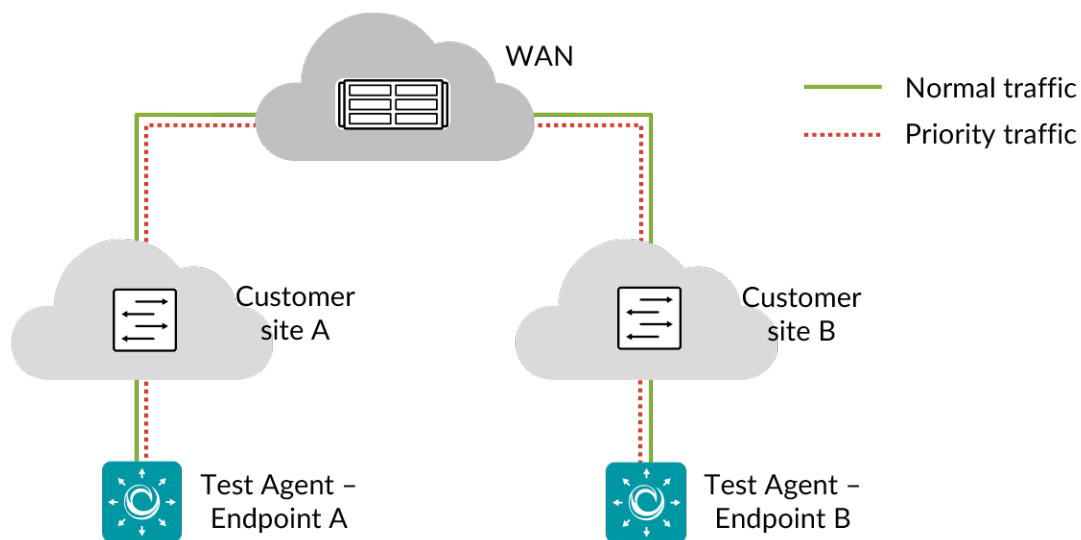 WAN
Normal traffic
Priority traffic
Customer
site A
Customer
site B
Test Agent –
Endpoint A
Test Agent –
Endpoint B